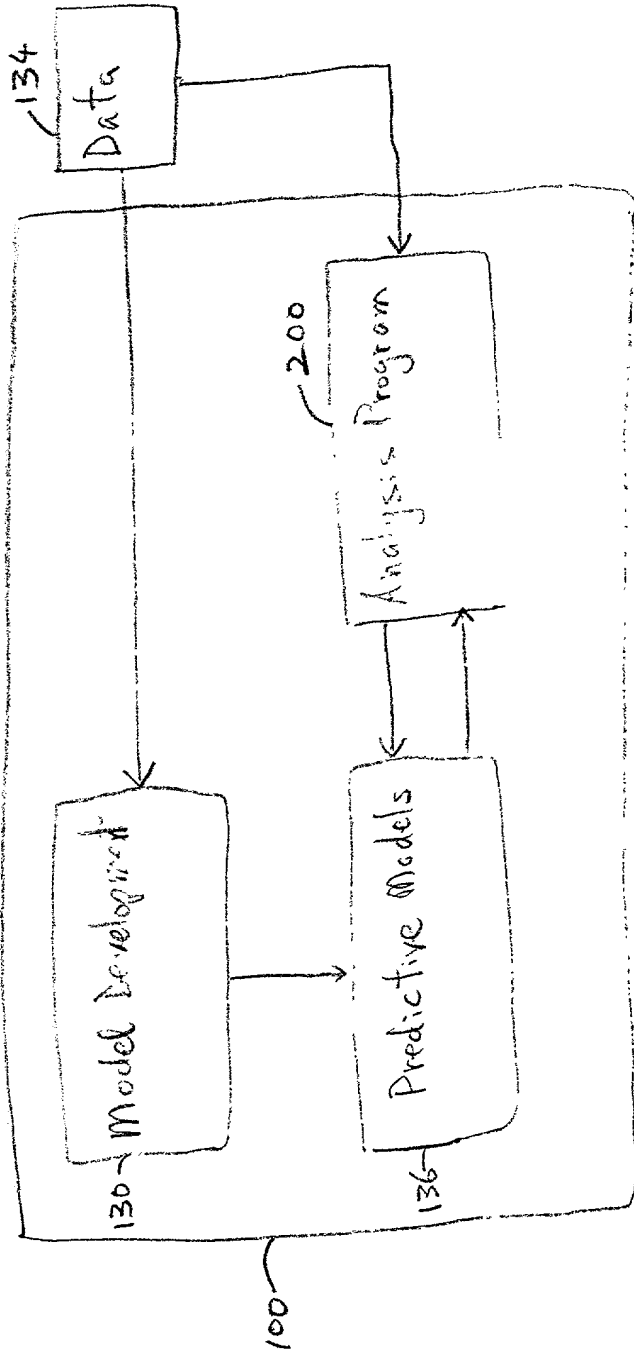 134
Data
130
Model Development
200
Analysis Program
136
Predictive Models
100